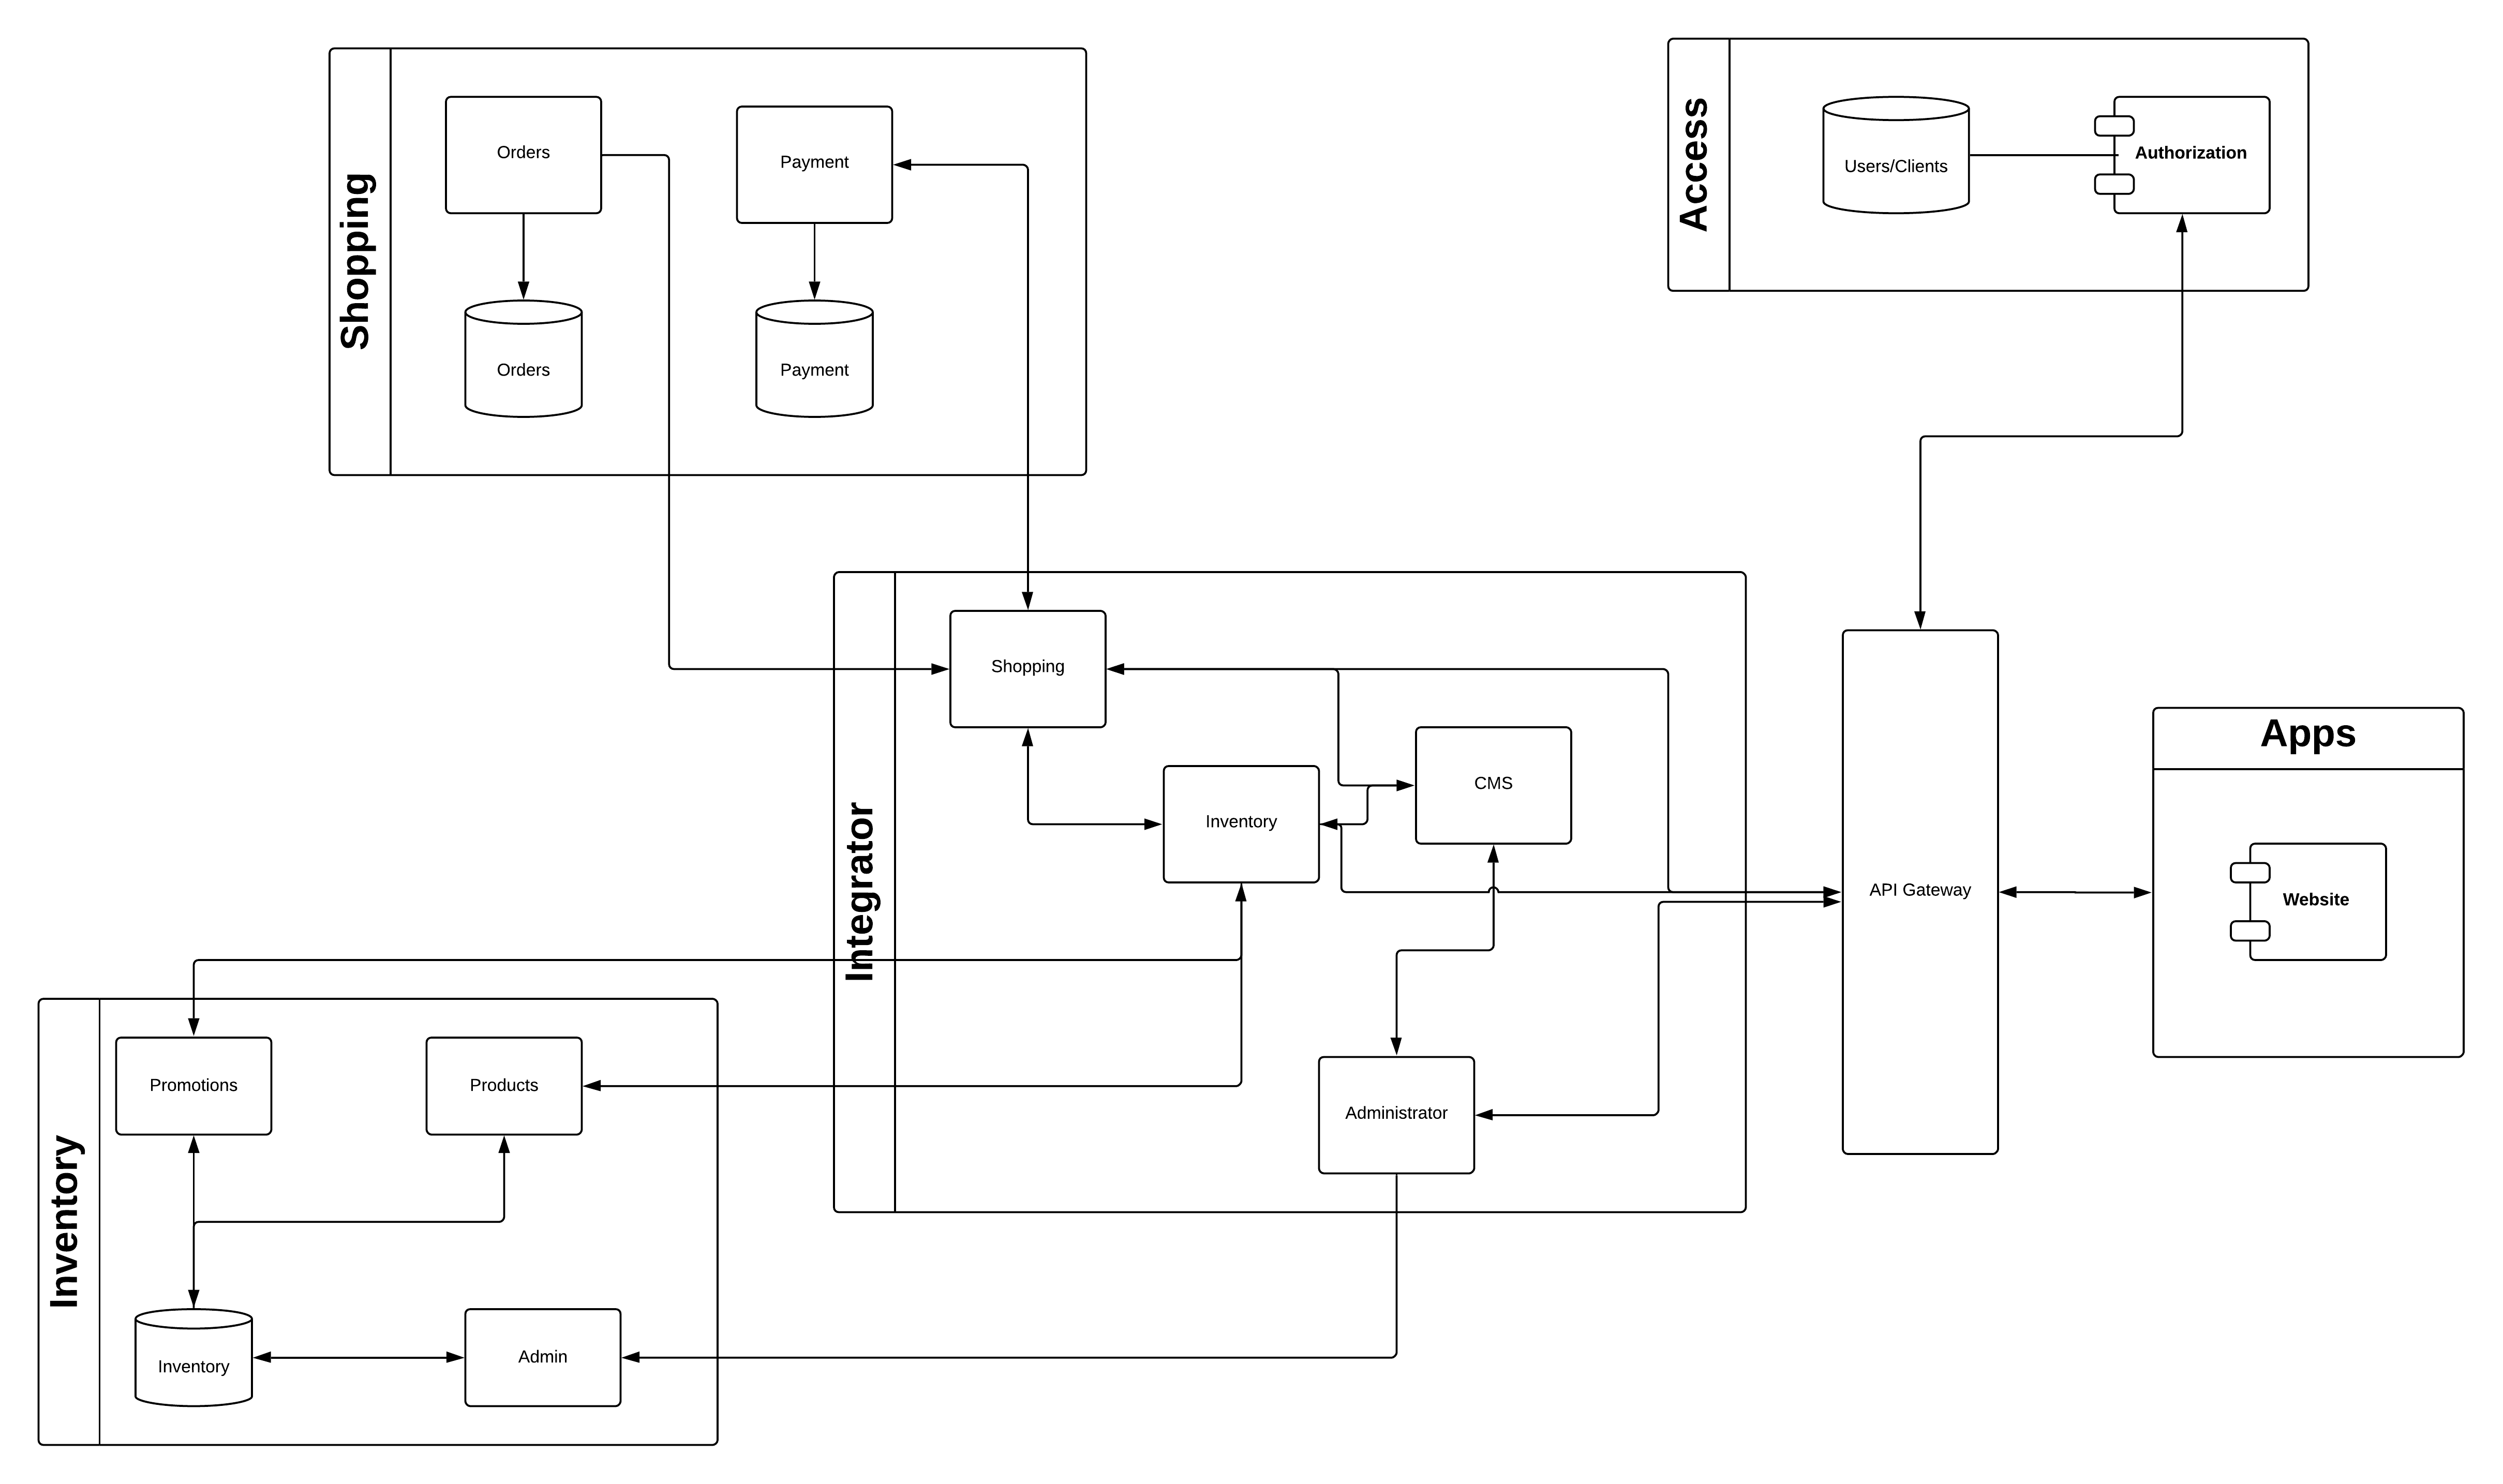 Shopping
Orders
Payment
Orders
Payment
Access
Users/Clients
Authorization
Integrator
Shopping
Inventory
CMS
Administrator
API Gateway
Apps
Website
Inventory
Promotions
Products
Inventory
Admin